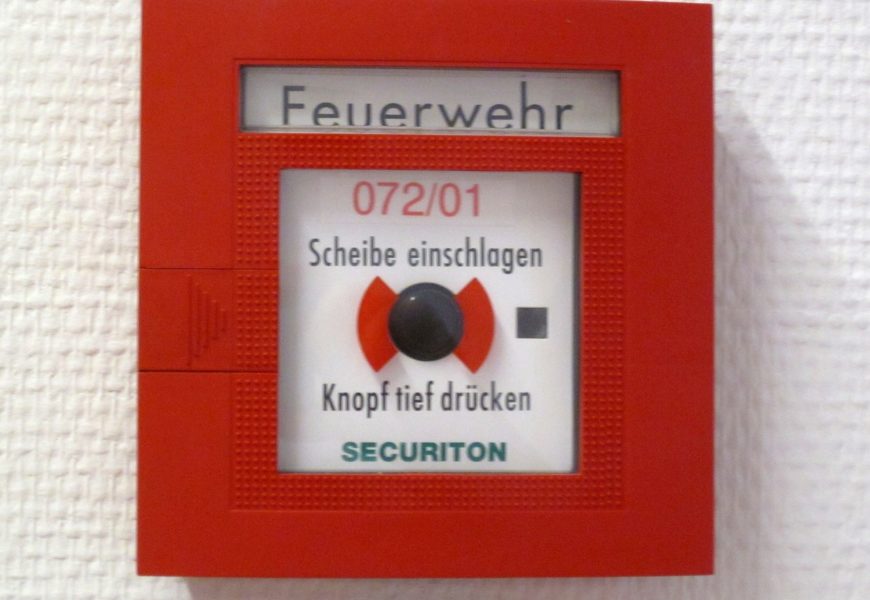 Feuerwehr
072/01
Scheibe einschlagen
Knopf tief drücken
SECURITON